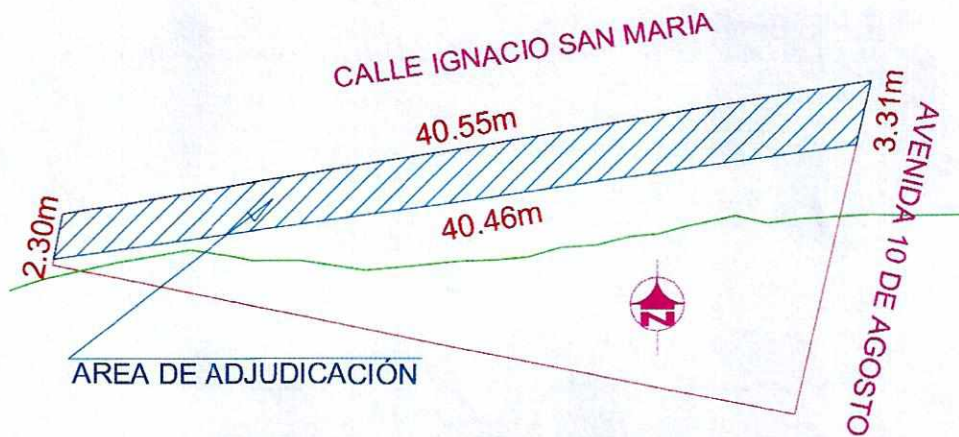 CALLE IGNACIO SAN MARIA
40.55m
3.31m
AVENIDA 10 DE AGOSTO
2.30m
40.46m
N
AREA DE ADJUDICACIÓN